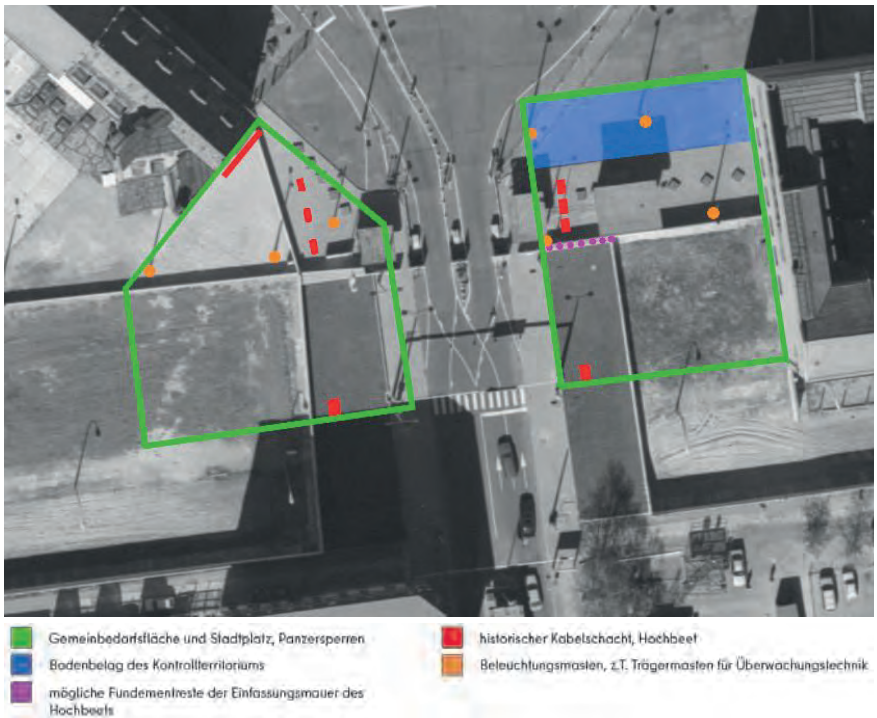 Gemeinbedarfsfläche und Stadtplatz, Panzersperren
Bodenbelag des Kontrollterritoriums
mögliche Fundementreste der Einfassungsmauer des
Hochbeets
historischer Kabelschacht, Hochbeet
Beleuchtungsmasten, z.T. Trägermasten für Überwachungstechnik